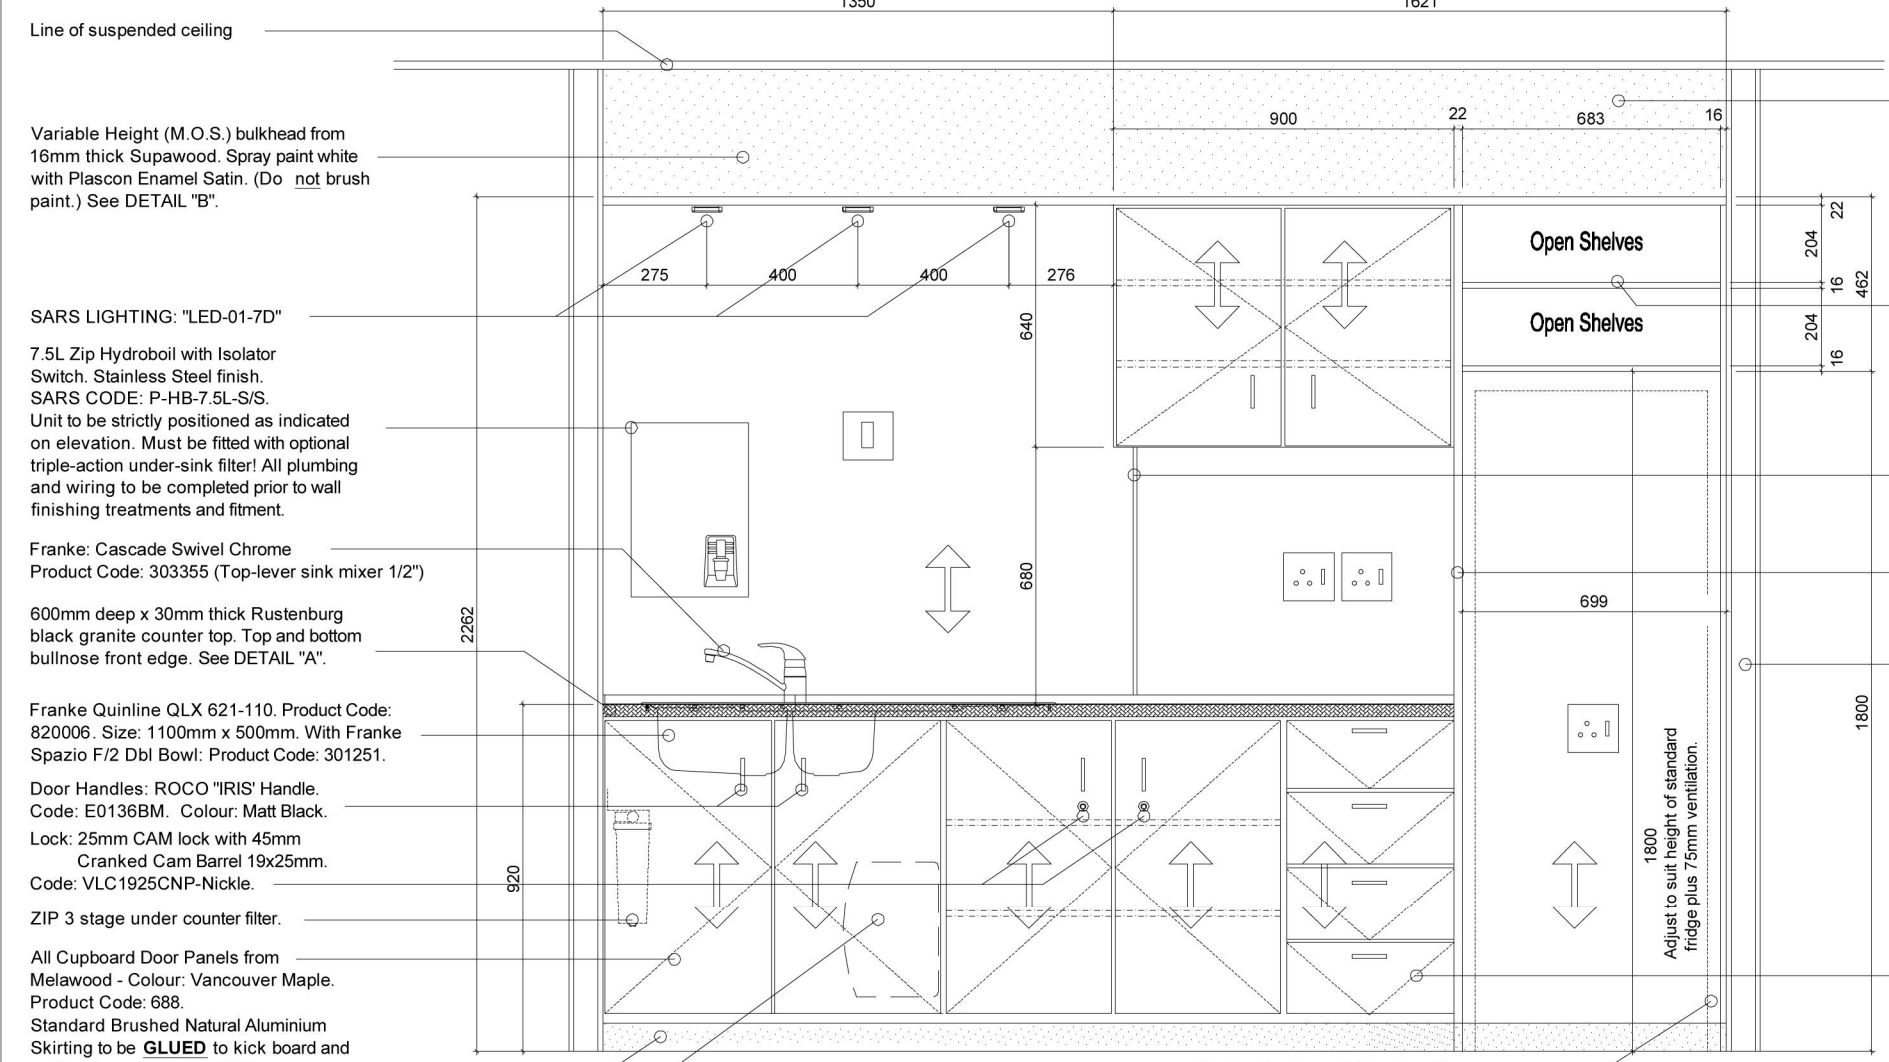 1350
1621
Line of suspended ceiling
Variable Height (M.O.S.) bulkhead from
16mm thick Supawood. Spray paint white
with Plascon Enamel Satin. (Do not brush
paint.) See DETAIL "B".
900
22
683
16
SARS LIGHTING: "LED-01-7D"
275
400
400
276
7.5L Zip Hydroboil with Isolator
Switch. Stainless Steel finish.
SARS CODE: P-HB-7.5L-S/S.
Unit to be strictly positioned as indicated
on elevation. Must be fitted with optional
triple-action under-sink filter! All plumbing
and wiring to be completed prior to wall
finishing treatments and fitment.
Franke: Cascade Swivel Chrome
Product Code: 303355 (Top-lever sink mixer 1/2")
600mm deep x 30mm thick Rustenburg
black granite counter top. Top and bottom
bullnose front edge. See DETAIL "A".
Franke Quinline QLX 621-110. Product Code:
820006. Size: 1100mm x 500mm. With Franke
Spazio F/2 Dbl Bowl: Product Code: 301251.
Door Handles: ROCO "IRIS' Handle.
Code: E0136BM. Colour: Matt Black.
Lock: 25mm CAM lock with 45mm
Cranked Cam Barrel 19x25mm.
Code: VLC1925CNP-Nickle.
ZIP 3 stage under counter filter.
All Cupboard Door Panels from
Melawood - Colour: Vancouver Maple.
Product Code: 688.
Standard Brushed Natural Aluminium
Skirting to be GLUED to kick board and
2262
920
640
680
Open Shelves
Open Shelves
22
204
16
204
16
462
699
1800
Adjust to suit height of standard
fridge plus 75mm ventilation.
1800